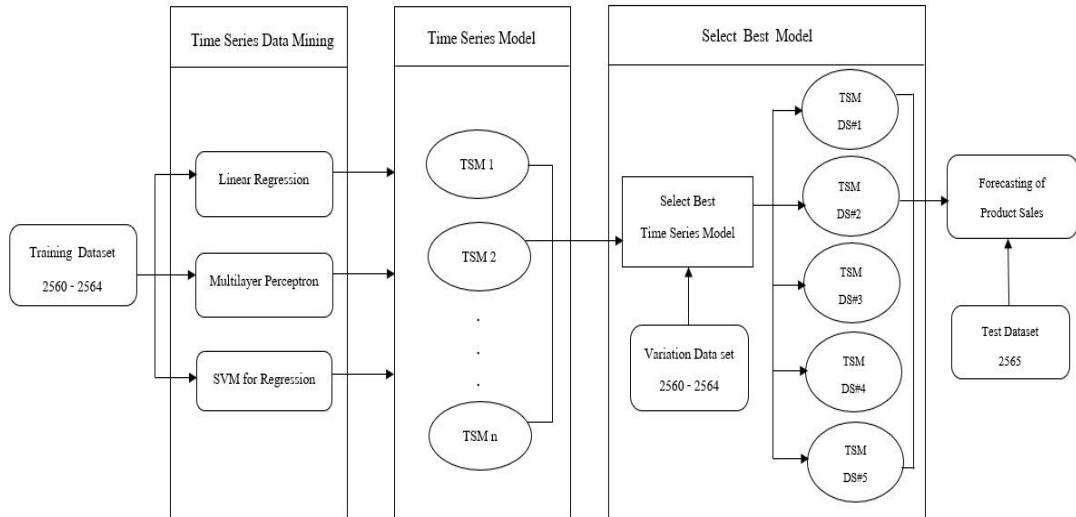 Time Series Data Mining
Time Series Model
Select Best Model
Training Dataset
2560 - 2564
Linear Regression
Multilayer Perceptron
SVM for Regression
TSM 1
TSM 2
.
.
.
.
TSM n
Select Best
Time Series Model
Variation Data set
2560 - 2564
TSM
DS#1
TSM
DS#2
TSM
DS#3
TSM
DS#4
TSM
DS#5
Forecasting of
Product Sales
Test Dataset
2565